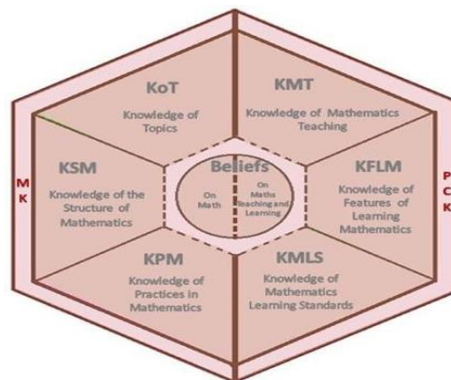 KoT
Knowledge of
Topics
KMT
Knowledge of Mathematics
Teaching
KSM
Knowledge of the
Structure of
Mathematics
MK
Beliefs
On
Math
On
Maths
Teaching and
Learning
KFLM
Knowledge of
Features of
Learning
Mathematics
PCK
KPM
Knowledge of
Practices in
Mathematics
KMLS
Knowledge of
Mathematics
Learning Standards